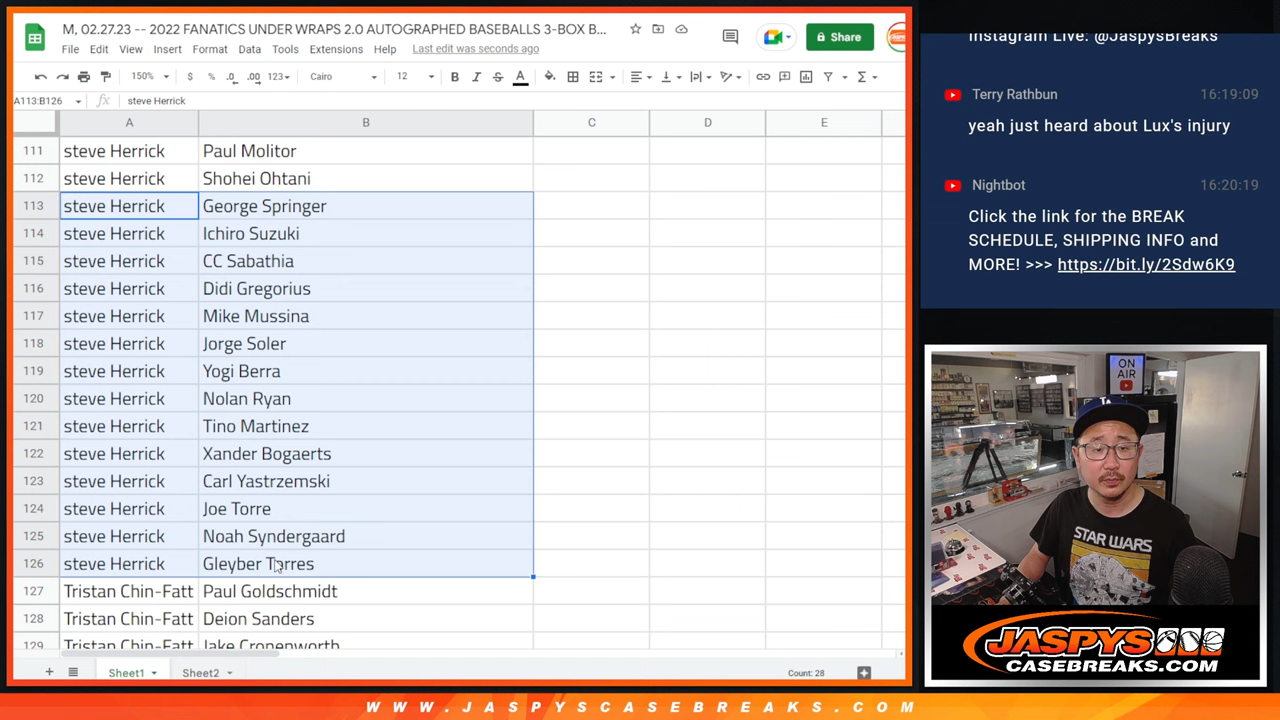 M, 02.27.23 -- 2022 FANATICS UNDER WRAPS 2.0 AUTOGRAPHED BASEBALLS 3-BOX B...
Share
File Edit View Insert Format Data Tools Extensions Help Last edit was seconds ago
150% $ % .0 .00 123 Cairo 12 B I S A
A113:B126 fx steve Herrick
A B C D E
111 steve Herrick Paul Molitor
112 steve Herrick Shohei Ohtani
113 steve Herrick George Springer
114 steve Herrick Ichiro Suzuki
115 steve Herrick CC Sabathia
116 steve Herrick Didi Gregorius
117 steve Herrick Mike Mussina
118 steve Herrick Jorge Soler
119 steve Herrick Yogi Berra
120 steve Herrick Nolan Ryan
121 steve Herrick Tino Martinez
122 steve Herrick Xander Bogaerts
123 steve Herrick Carl Yastrzemski
124 steve Herrick Joe Torre
125 steve Herrick Noah Syndergaard
126 steve Herrick Gleyber Torres
127 Tristan Chin-Fatt Paul Goldschmidt
128 Tristan Chin-Fatt Deion Sanders
129 Tristan Chin-Fatt Jake Cronenworth
Sheet1 Sheet2 Count: 28
Instagram Live: @JaspysBreaks
Terry Rathbun 16:19:09
yeah just heard about Lux's injury
Nightbot 16:20:19
Click the link for the BREAK
SCHEDULE, SHIPPING INFO and
MORE! >>> https://bit.ly/2Sdw6K9
ON
AIR
STAR WARS
JASPYS
CASEBREAKS.COM
WWW.JASPYSCASEBREAKS.COM